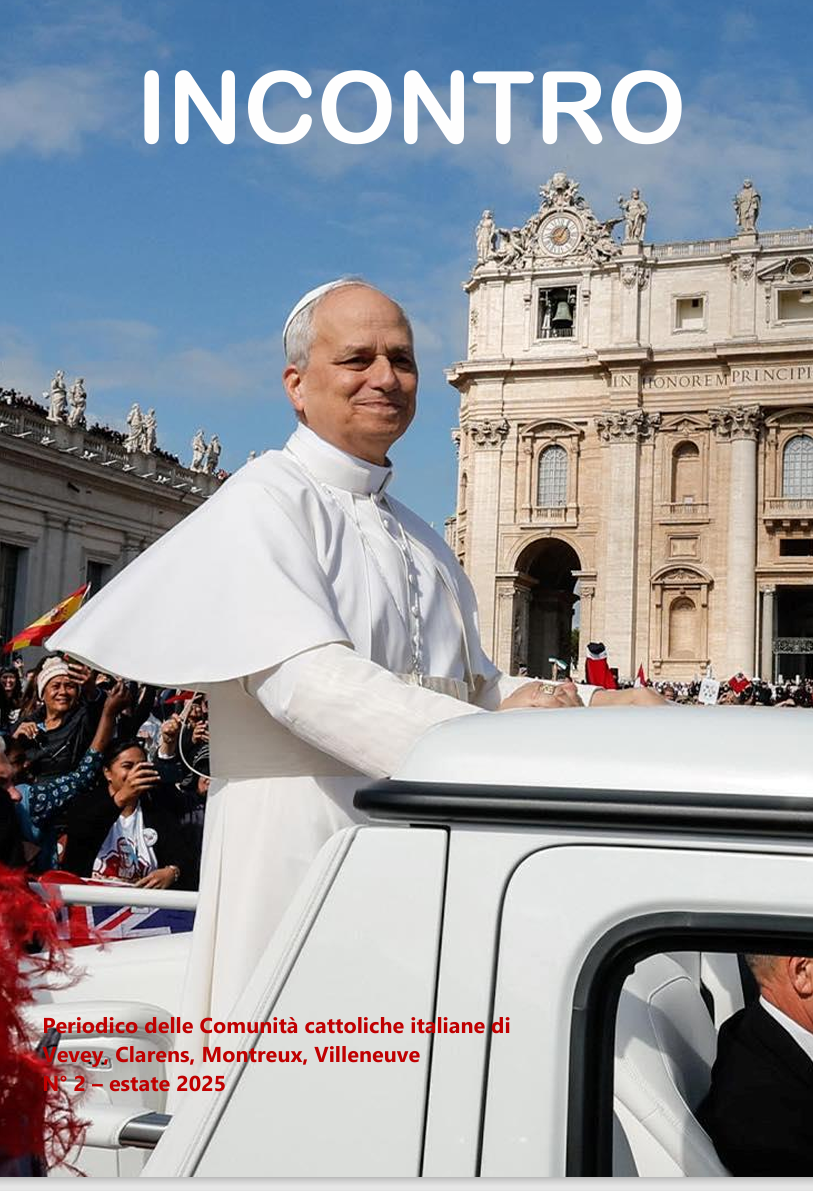 INCONTRO
IN HONOREM PRINCIPI
Periodico delle Comunità cattoliche italiane di
Vevey, Clarens, Montreux, Villeneuve
N° 2 – estate 2025